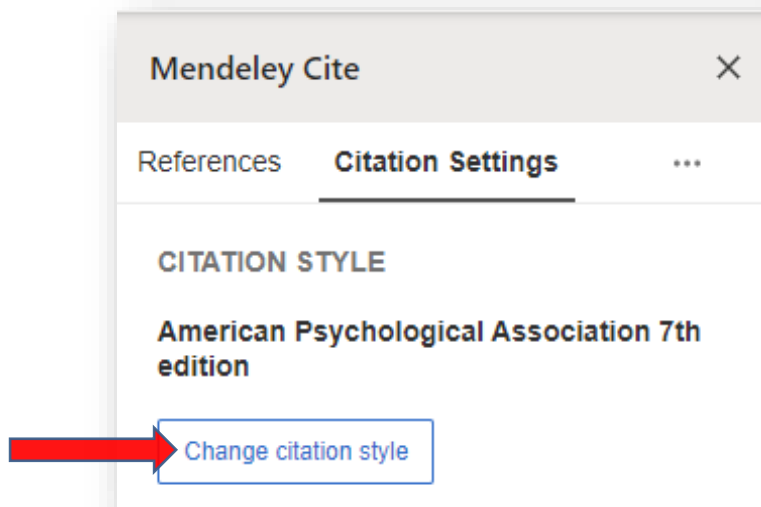 Mendeley Cite
References Citation Settings ...
CITATION STYLE
American Psychological Association 7th
edition
Change citation style